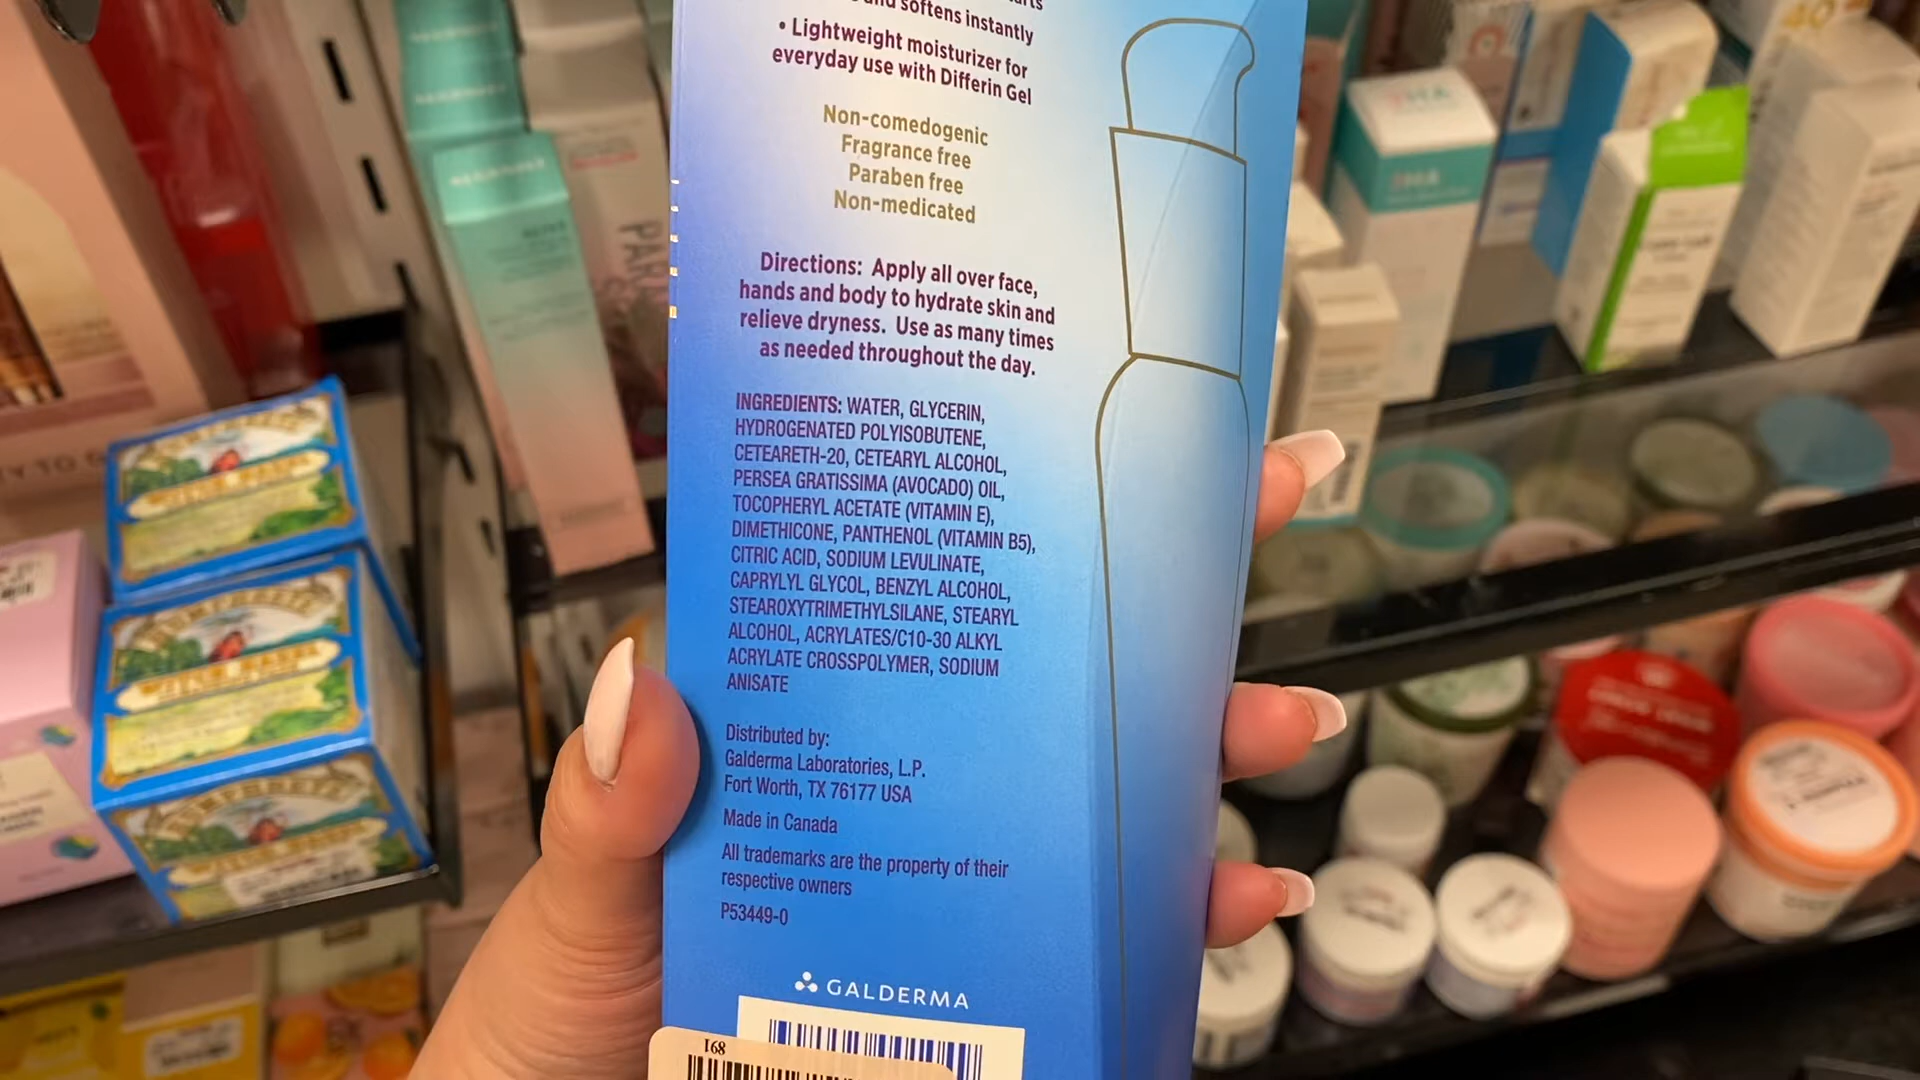 and softens instantly
• Lightweight moisturizer for
everyday use with Differin Gel
Non-comedogenic
Fragrance free
Paraben free
Non-medicated
Directions: Apply all over face,
hands and body to hydrate skin and
relieve dryness. Use as many times
as needed throughout the day.
INGREDIENTS: WATER, GLYCERIN,
HYDROGENATED POLYISOBUTENE,
CETEARETH-20, CETEARYL ALCOHOL,
PERSEA GRATISSIMA (AVOCADO) OIL,
TOCOPHERYL ACETATE (VITAMIN E),
DIMETHICONE, PANTHENOL (VITAMIN B5),
CITRIC ACID, SODIUM LEVULINATE,
CAPRYLYL GLYCOL, BENZYL ALCOHOL,
STEAROXYTRIMETHYLSILANE, STEARYL
ALCOHOL, ACRYLATES/C10-30 ALKYL
ACRYLATE CROSSPOLYMER, SODIUM
ANISATE
Distributed by:
Galderma Laboratories, L.P.
Fort Worth, TX 76177 USA
Made in Canada
All trademarks are the property of their
respective owners
P53449-0
GALDERMA
168